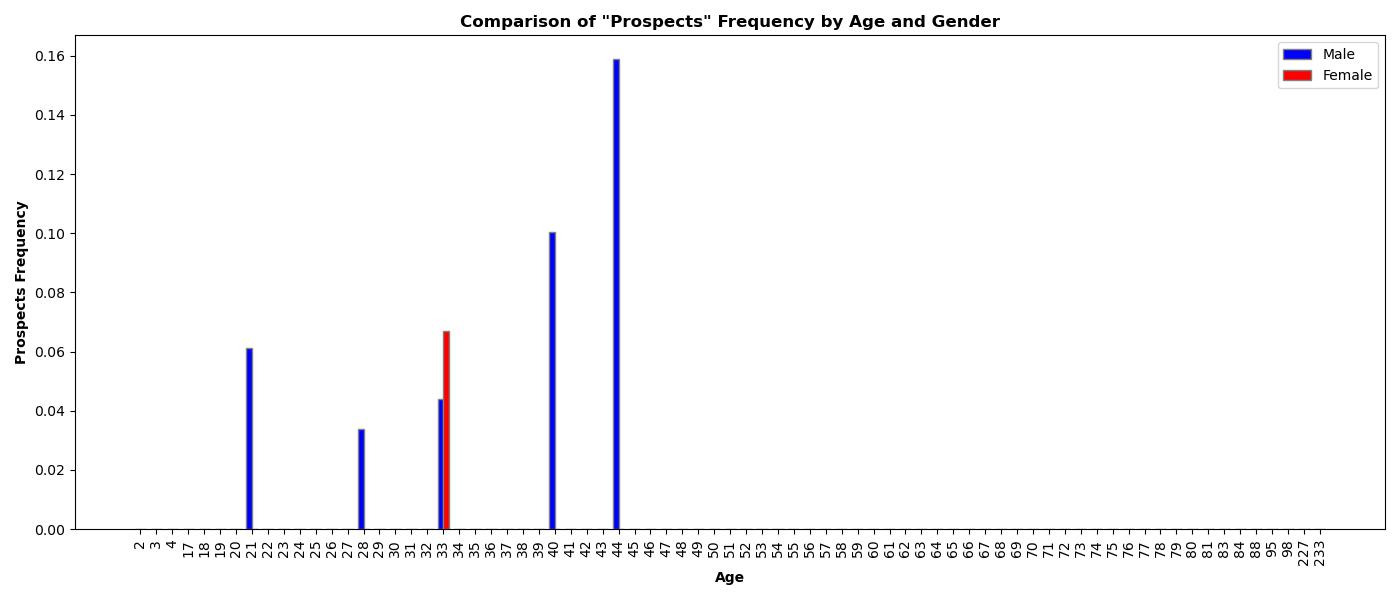 Comparison of "Prospects" Frequency by Age and Gender
Male
Female
Prospects Frequency
0.16
0.14
0.12
0.10
0.08
0.06
0.04
0.02
0.00
2 3 4 17 18 19 20 21 22 23 24 25 26 27 28 29 30 31 32 33 34 35 36 37 38 39 40 41 42 43 44 45 46 47 48 49 50 51 52 53 54 55 56 57 58 59 60 61 62 63 64 65 66 67 68 69 70 71 72 73 74 75 76 77 78 79 80 81 83 84 88 95 98 227 233
Age